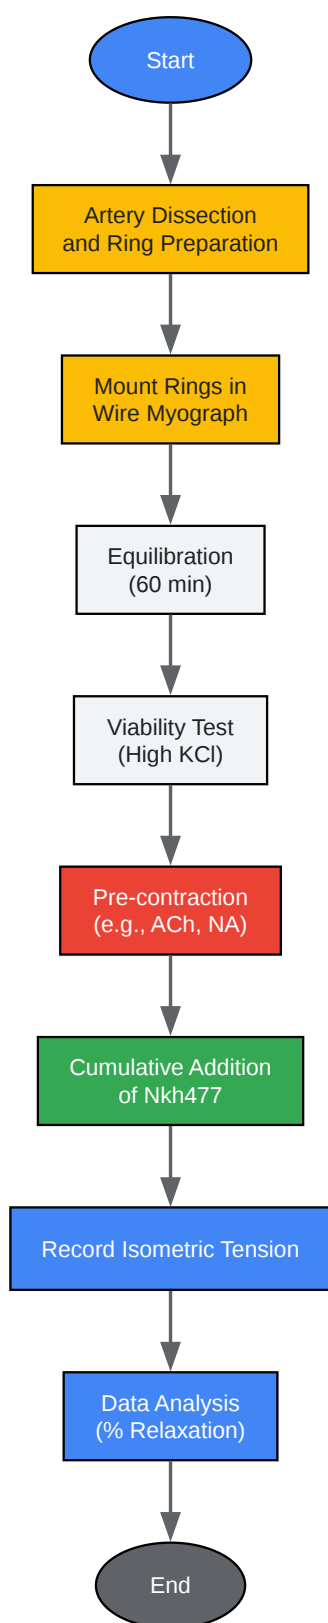 Start
Artery Dissection
and Ring Preparation
Mount Rings in
Wire Myograph
Equilibration
(60 min)
Viability Test
(High KCl)
Pre-contraction
(e.g., ACh, NA)
Cumulative Addition
of Nkh477
Record Isometric Tension
Data Analysis
(% Relaxation)
End